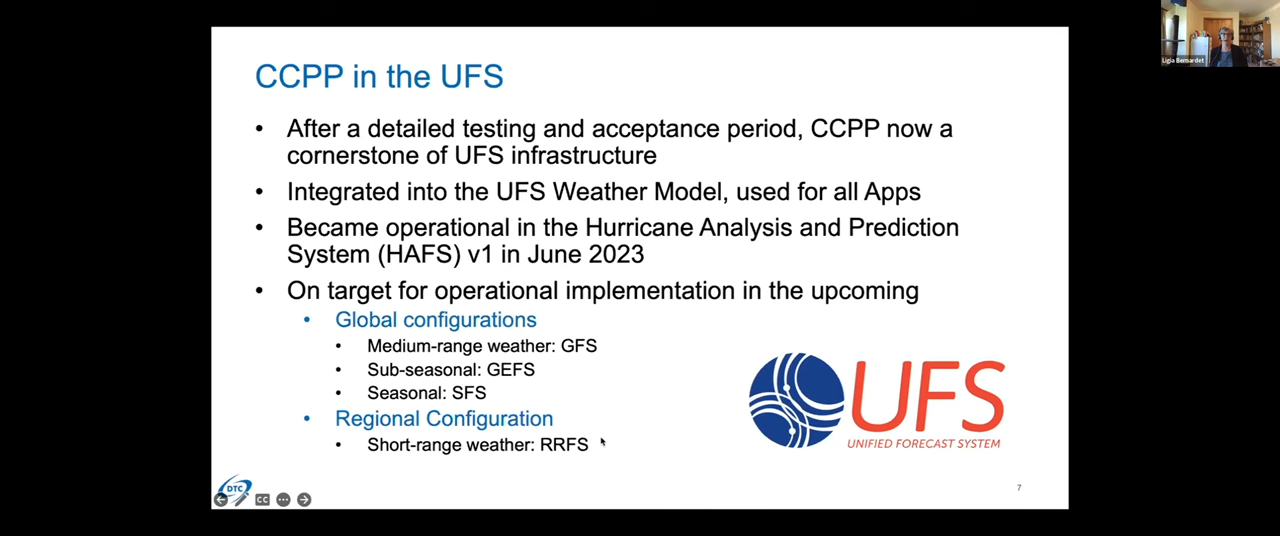 CCPP in the UFS
• After a detailed testing and acceptance period, CCPP now a
cornerstone of UFS infrastructure
• Integrated into the UFS Weather Model, used for all Apps
• Became operational in the Hurricane Analysis and Prediction
System (HAFS) v1 in June 2023
• On target for operational implementation in the upcoming
• Global configurations
• Medium-range weather: GFS
• Sub-seasonal: GEFS
• Seasonal: SFS
• Regional Configuration
• Short-range weather: RRFS
UFS
UNIFIED FORECAST SYSTEM
DTC
CC
7
Ligia Bernardet